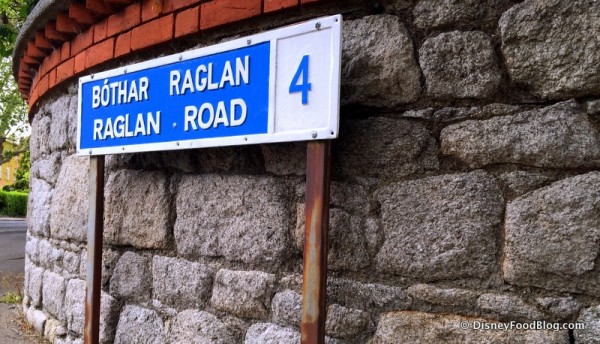 BÓTHAR RAGLAN
RAGLAN ROAD
4
©DisneyFoodBlog.com